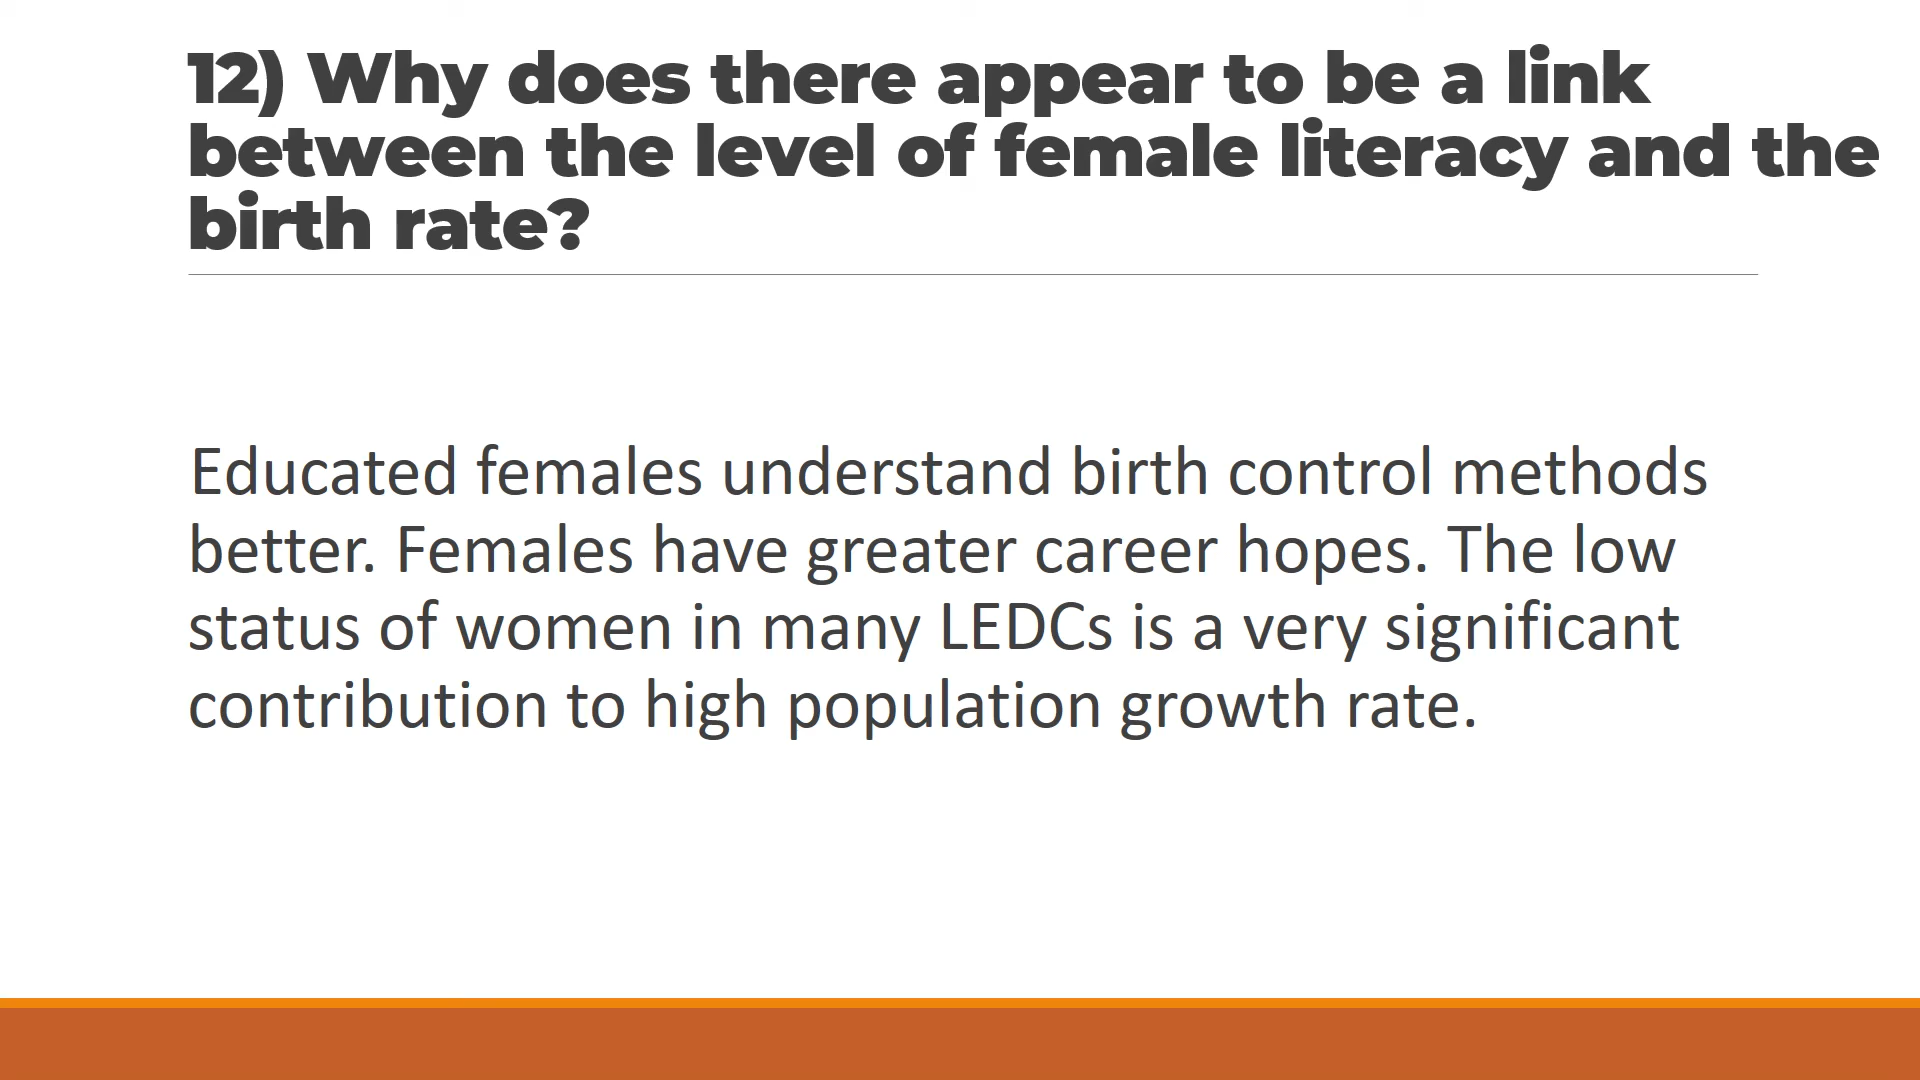 12) Why does there appear to be a link
between the level of female literacy and the
birth rate?
Educated females understand birth control methods
better. Females have greater career hopes. The low
status of women in many LEDCs is a very significant
contribution to high population growth rate.